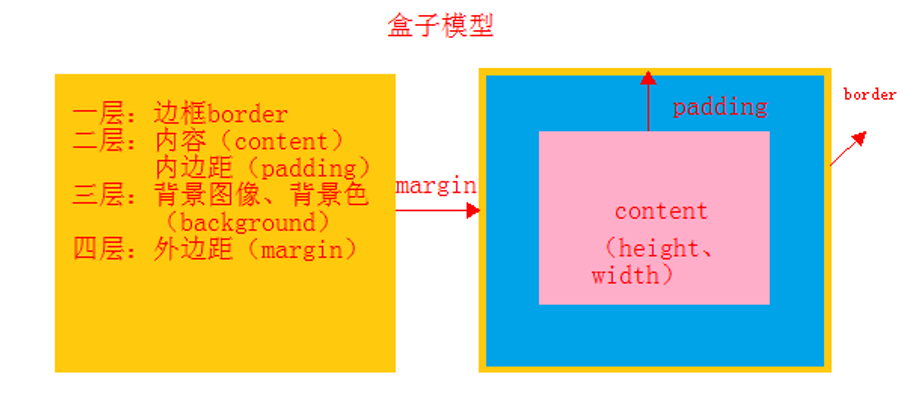 盒子模型
一层：边框border
二层：内容（content）
内边距（padding）
三层：背景图像、背景色
（background）
四层：外边距（margin）
margin
padding
border
content
（height、
width）